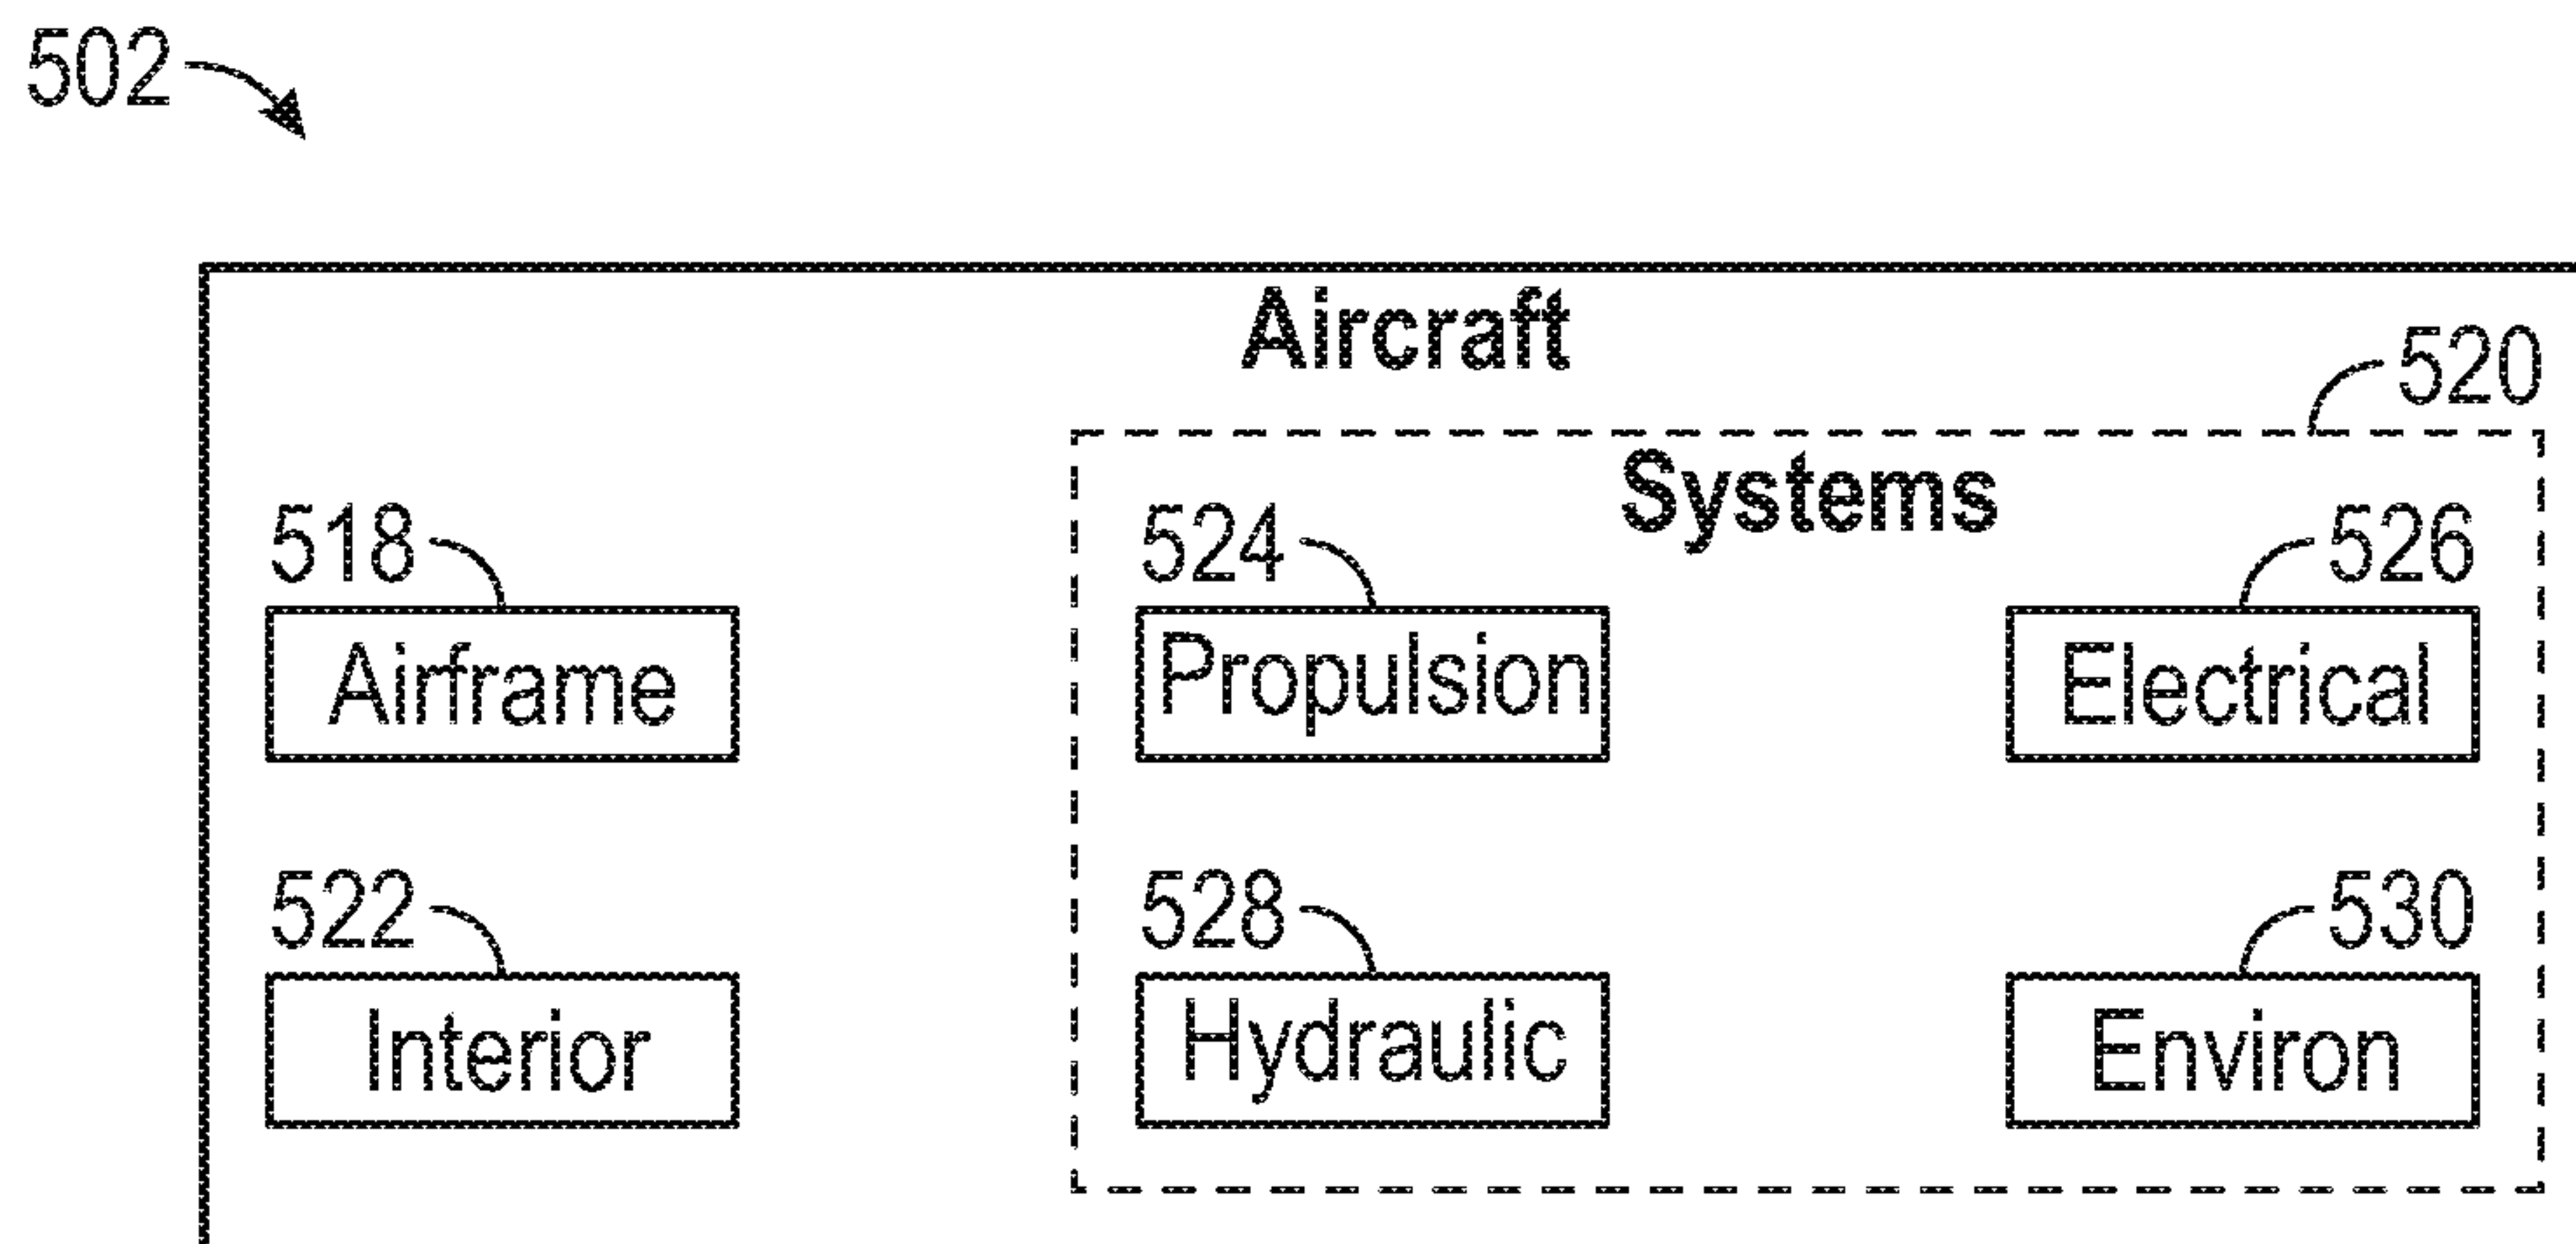 502
Aircraft
520
Systems
518 524 526
Airframe Propulsion Electrical
522 528 530
Interior Hydraulic Environ